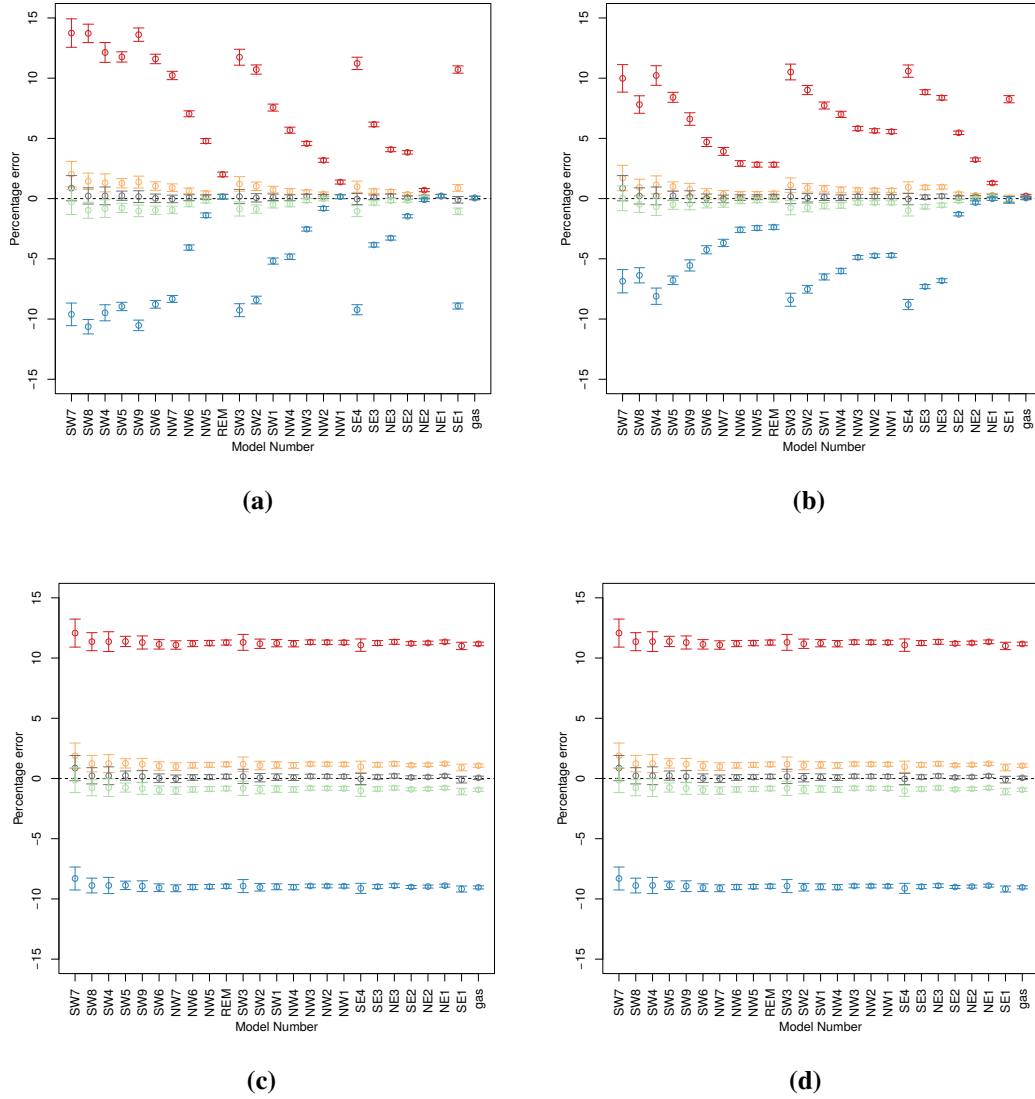 15
10
5
0
−5
−10
−15
Percentage error
SW7 SW8 SW4 SW5 SW9 SW6 NW7 NW6 NW5 REM SW3 SW2 SW1 NW4 NW3 NW2 NW1 SE4 SE3 NE3 SE2 NE2 NE1 SE1 gas
Model Number
(a)
15
10
5
0
−5
−10
−15
Percentage error
SW7 SW8 SW4 SW5 SW9 SW6 NW7 NW6 NW5 REM SW3 SW2 SW1 NW4 NW3 NW2 NW1 SE4 SE3 NE3 SE2 NE2 NE1 SE1 gas
Model Number
(b)
15
10
5
0
−5
−10
−15
Percentage error
SW7 SW8 SW4 SW5 SW9 SW6 NW7 NW6 NW5 REM SW3 SW2 SW1 NW4 NW3 NW2 NW1 SE4 SE3 NE3 SE2 NE2 NE1 SE1 gas
Model Number
(c)
15
10
5
0
−5
−10
−15
Percentage error
SW7 SW8 SW4 SW5 SW9 SW6 NW7 NW6 NW5 REM SW3 SW2 SW1 NW4 NW3 NW2 NW1 SE4 SE3 NE3 SE2 NE2 NE1 SE1 gas
Model Number
(d)